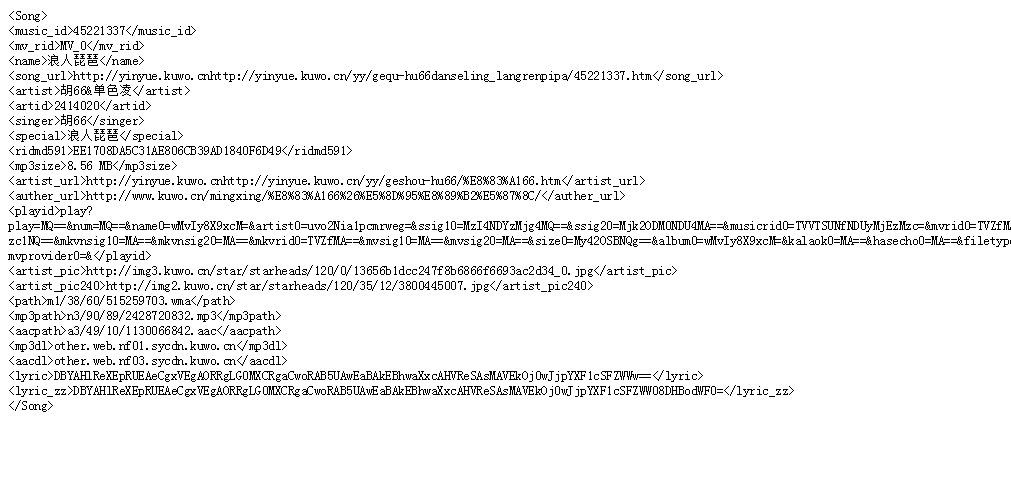 <Song>
<music_id>45221337</music_id>
<mv_rid>MV_0</mv_rid>
<name>浪人琵琶</name>
<song_url>http://yinyue.kuwo.cnhttp://yinyue.kuwo.cn/yy/gequ-hu66danseling_langrenpipa/45221337.htm</song_url>
<artist>胡66&单色凌</artist>
<artid>2414020</artid>
<singer>胡66</singer>
<special>浪人琵琶</special>
<ridmd591>EE1708DA5C31AE806CB39AD1840F6D49</ridmd591>
<mp3size>8.56 MB</mp3size>
<artist_url>http://yinyue.kuwo.cnhttp://yinyue.kuwo.cn/yy/geshou-hu66/%E8%83%A166.htm</artist_url>
<auther_url>http://www.kuwo.cn/mingxing/%E8%83%A166%26%E5%8D%95%E8%89%B2%E5%87%8C/</auther_url>
<playid>play?
play=MQ==&num=MQ==&name0=wMvIy8X9xcM=&artist0=uvo2Nia1pcmrweg=&ssig10=MzI4NDYzMjg4MQ==&ssig20=Mjk2ODM0NDU4MA==&musicrid0=TVVTSUNfNDUyMjEzMzc=&mvrid0=TVZfMA
zc1NQ==&mkvnsig10=MA==&mkvnsig20=MA==&mkvrid0=TVZfMA==&mvsig10=MA==&mvsig20=MA==&size0=My42OSBNQg==&album0=wMvIy8X9xcM=&kalaok0=MA==&hasecho0=MA==&filetype
mvprovider0=&</playid>
<artist_pic>http://img3.kuwo.cn/star/starheads/120/0/13656b1dcc247f8b6866f6693ac2d34_0.jpg</artist_pic>
<artist_pic240>http://img2.kuwo.cn/star/starheads/120/35/12/3800445007.jpg</artist_pic240>
<path>m1/38/60/515259703.wma</path>
<mp3path>n3/90/89/2428720832.mp3</mp3path>
<aacpath>a3/49/10/1130066842.aac</aacpath>
<mp3dl>other.web.nf01.sycdn.kuwo.cn</mp3dl>
<aacdl>other.web.nf03.sycdn.kuwo.cn</aacdl>
<lyric>DBYAHlReXEpRUEAeCgxVEgAORRgLG0MXCRgaCwoRAB5UAwEaBAkEBhwaXxcAHVReSAsMAVEkOj0wJjpYXF1cSFZWWw==</lyric>
<lyric_zz>DBYAHlReXEpRUEAeCgxVEgAORRgLG0MXCRgaCwoRAB5UAwEaBAkEBhwaXxcAHVReSAsMAVEkOj0wJjpYXF1cSFZWW08DHBodWF0=</lyric_zz>
</Song>